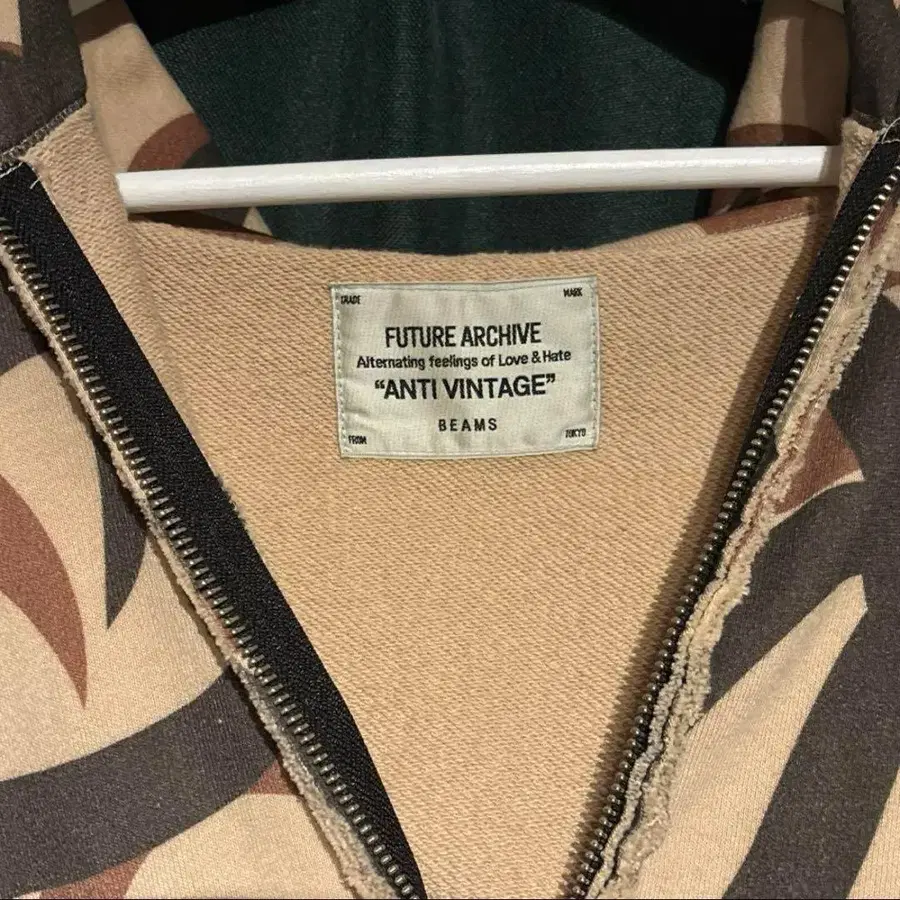 TRADE MARK
FUTURE ARCHIVE
Alternating feelings of Love & Hate
"ANTI VINTAGE"
BEAMS
FROM TOKYO